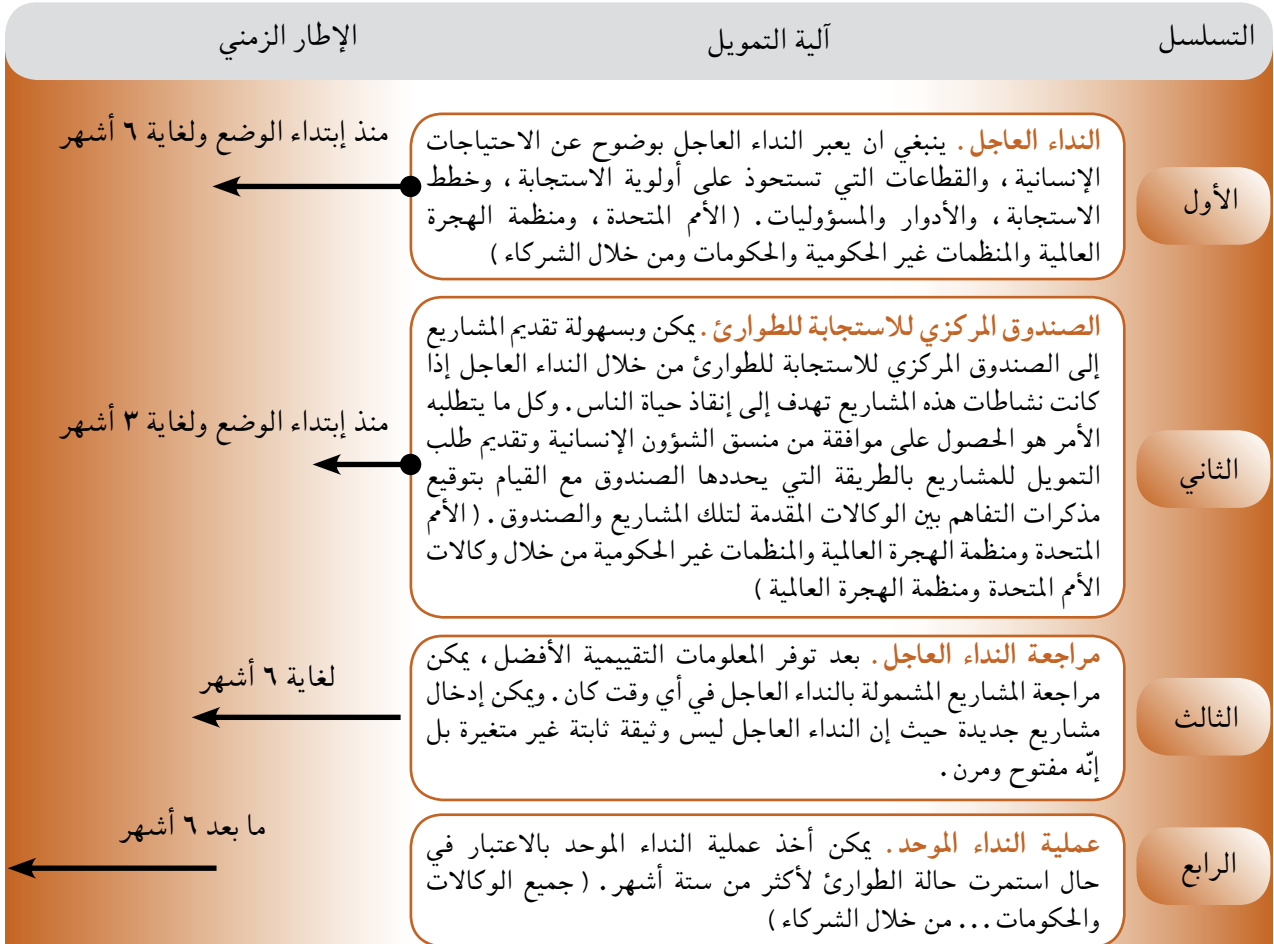 التسلسل
آلية التمويل
الإطار الزمني
الأول
النداء العاجل. ينبغي ان يعبر النداء العاجل بوضوح عن الاحتياجات
الإنسانية، والقطاعات التي تستحوذ على أولوية الاستجابة، وخطط
الاستجابة، والأدوار والمسؤوليات. (الأمم المتحدة، ومنظمة الهجرة
العالمية والمنظمات غير الحكومية والحكومات ومن خلال الشركاء)
منذ إبتداء الوضع ولغاية ٦ أشهر
الثاني
الصندوق المركزي للاستجابة للطوارئ. يمكن وبسهولة تقديم المشاريع
إلى الصندوق المركزي للاستجابة للطوارئ من خلال النداء العاجل إذا
كانت نشاطات هذه المشاريع تهدف إلى إنقاذ حياة الناس. وكل ما يتطلبه
الأمر هو الحصول على موافقة من منسق الشؤون الإنسانية وتقديم طلب
التمويل للمشاريع بالطريقة التي يحددها الصندوق مع القيام بتوقيع
مذكرات التفاهم بين الوكالات المقدمة لتلك المشاريع والصندوق. (الأمم
المتحدة ومنظمة الهجرة العالمية والمنظمات غير الحكومية من خلال وكالات
الأمم المتحدة ومنظمة الهجرة العالمية)
منذ إبتداء الوضع ولغاية ٣ أشهر
الثالث
مراجعة النداء العاجل. بعد توفر المعلومات التقييمية الأفضل، يمكن
مراجعة المشاريع المشمولة بالنداء العاجل في أي وقت كان. ويمكن إدخال
مشاريع جديدة حيث إن النداء العاجل ليس وثيقة ثابتة غير متغيرة بل
إنّه مفتوح ومرن.
لغاية ٦ أشهر
الرابع
عملية النداء الموحد. يمكن أخذ عملية النداء الموحد بالاعتبار في
حال استمرت حالة الطوارئ لأكثر من ستة أشهر. (جميع الوكالات
والحكومات... من خلال الشركاء)
ما بعد ٦ أشهر